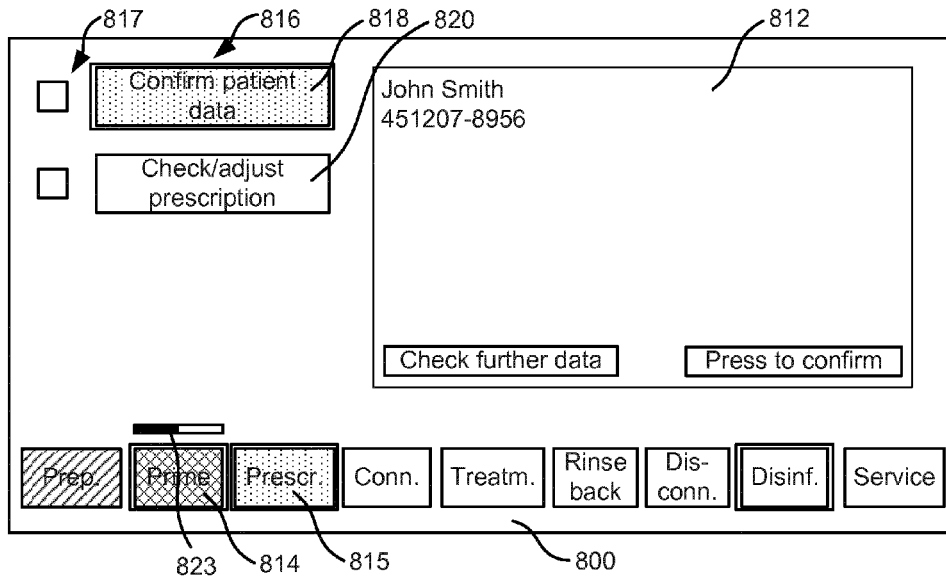 817
816
818
820
812
Confirm patient
data
John Smith
451207-8956
Check/adjust
prescription
Check further data
Press to confirm
Prep.
Prime
Prescr.
Conn.
Treatm.
Rinse
back
Dis-
conn.
Disinf.
Service
823
814
815
800